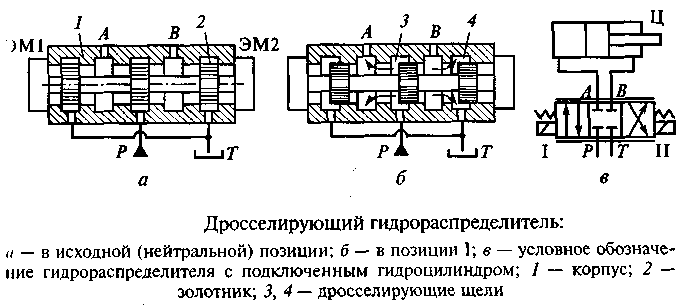 1 A B 2
ЭМ1 ЭМ2
P T
а
A 3 B 4
P T
б
Ц
A B
I P T II
в
Дросселирующий гидрораспределитель:
а — в исходной (нейтральной) позиции; б — в позиции I; в — условное обозначе-
ние гидрораспределителя с подключенным гидроцилиндром; 1 — корпус; 2 —
золотник; 3, 4 — дросселирующие щели